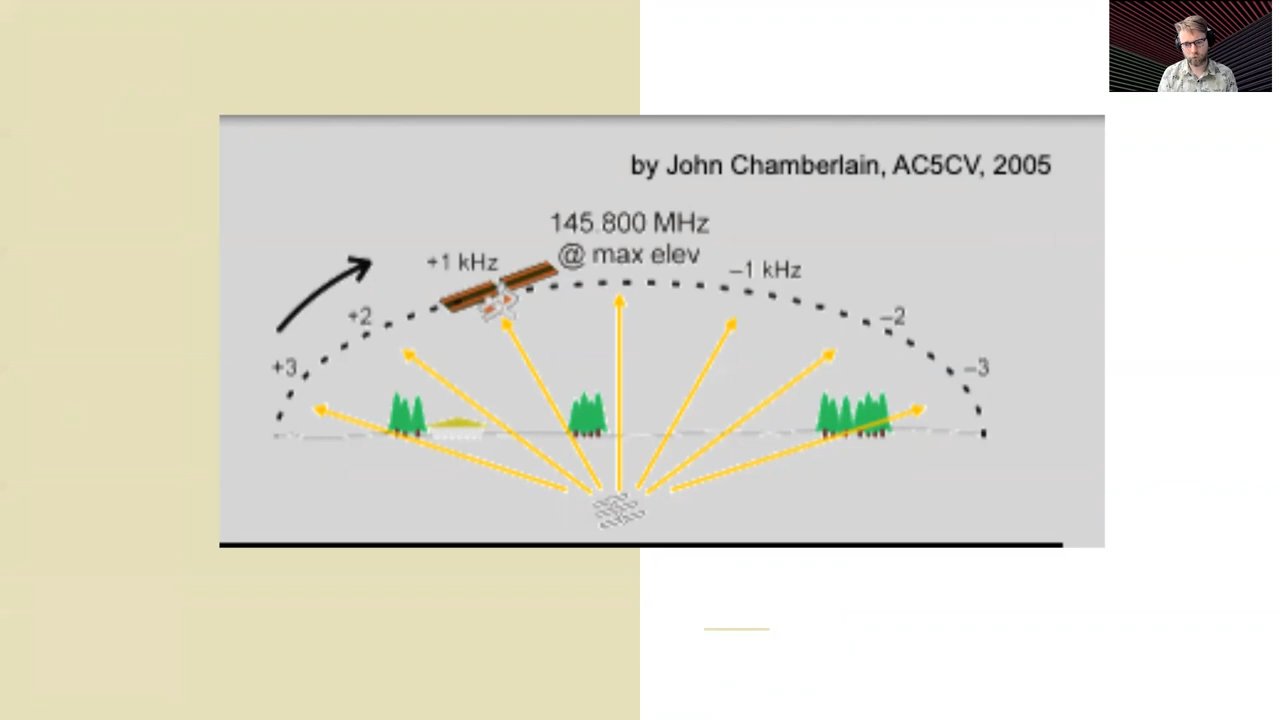 by John Chamberlain, AC5CV, 2005
145.800 MHz
@ max elev
+1 kHz
–1 kHz
+2
–2
+3
–3